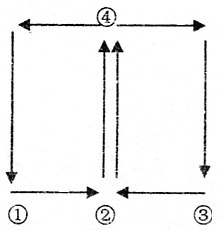 ④
① ② ③